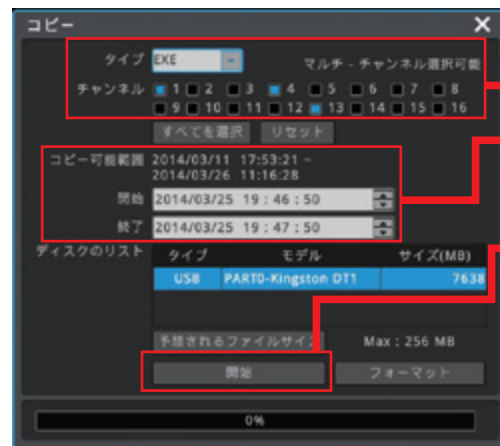 コピー
タイプ EXE マルチ - チャンネル選択可能
チャンネル 1 2 3 4 5 6 7 8
9 10 11 12 13 14 15 16
すべてを選択 リセット
コピー可能範囲 2014/03/11 17:53:21 ~
2014/03/26 11:16:28
開始 2014/03/25 19 : 46 : 50
終了 2014/03/25 19 : 47 : 50
ディスクのリスト タイプ モデル サイズ(MB)
USB PART0-Kingston DT1 7638
予想されるファイルサイズ Max : 256 MB
開始 フォーマット
0%